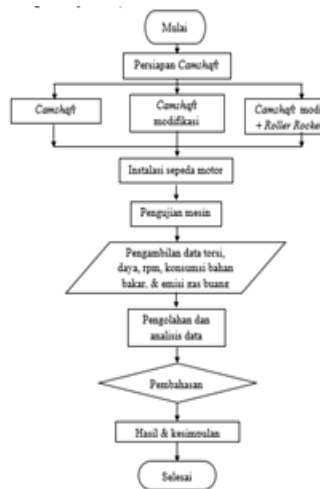 Mulai
Persiapan Camshaft
Camshaft
Camshaft
modifikasi
Camshaft modi
+ Roller Rocke
Instalasi sepeda motor
Pengujian mesin
Pengambilan data torsi,
daya, rpm, konsumsi bahan
bakar, & emisi gas buang
Pengolahan dan
analisis data
Pembahasan
Hasil & kesimoulan
Selesai